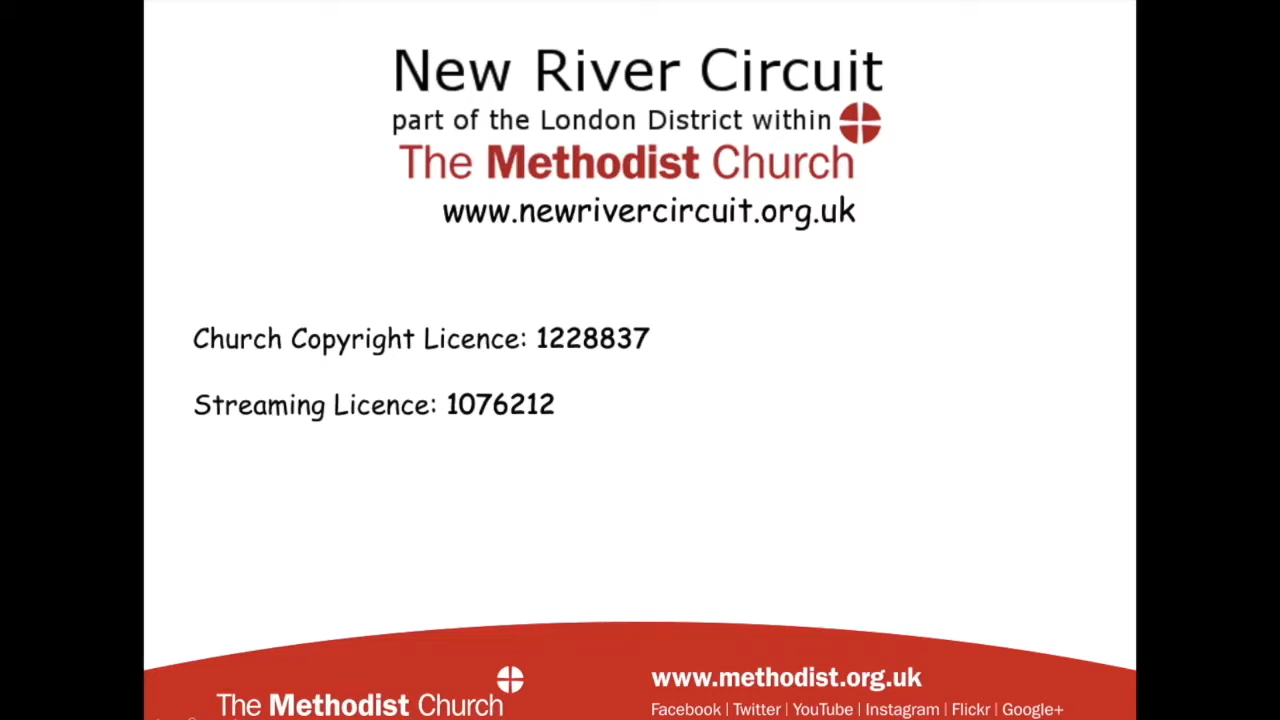 New River Circuit
part of the London District within
The Methodist Church
www.newrivercircuit.org.uk
Church Copyright Licence: 1228837
Streaming Licence: 1076212
The Methodist Church
www.methodist.org.uk
Facebook | Twitter | YouTube | Instagram | Flickr | Google+